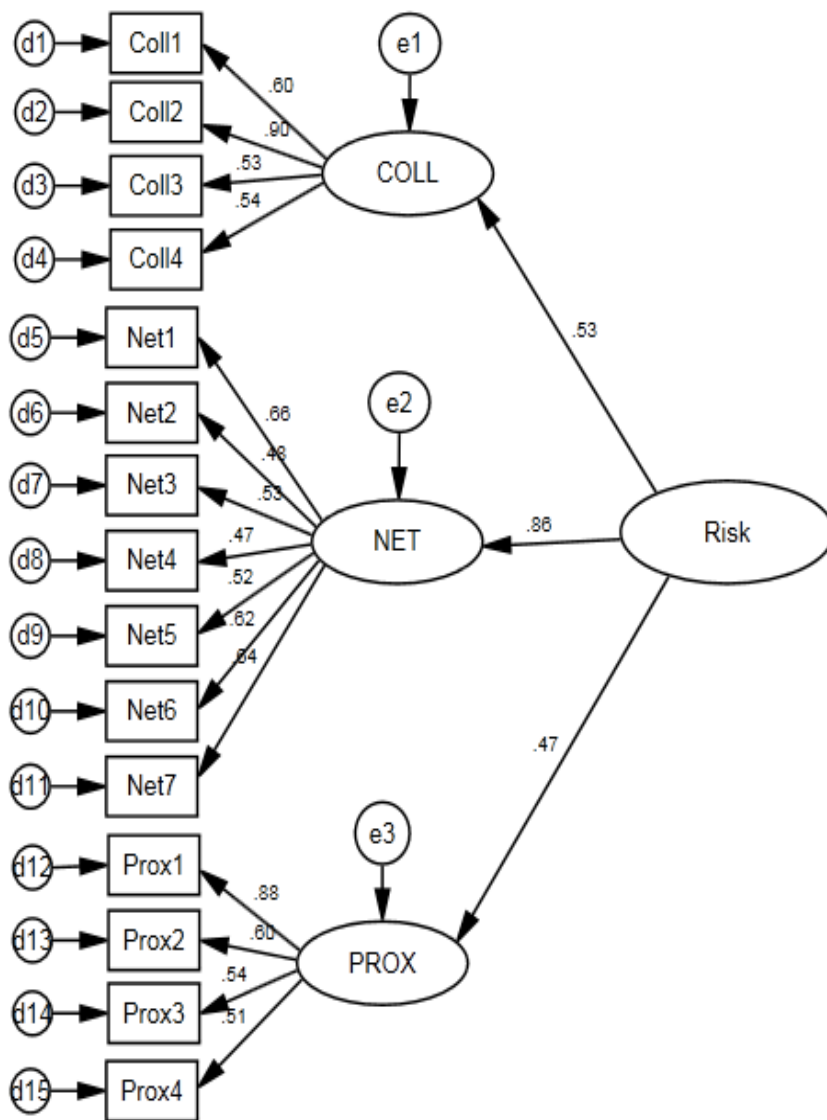 d1
Coll1
e1
.60
d2
Coll2
.90
COLL
d3
Coll3
.53
.54
d4
Coll4
d5
Net1
.53
.66
e2
d6
Net2
.48
d7
Net3
.53
.86
Risk
NET
d8
Net4
.47
.52
d9
Net5
.62
.64
d10
Net6
d11
Net7
.47
e3
d12
Prox1
.88
d13
Prox2
.60
PROX
.54
d14
Prox3
.51
d15
Prox4